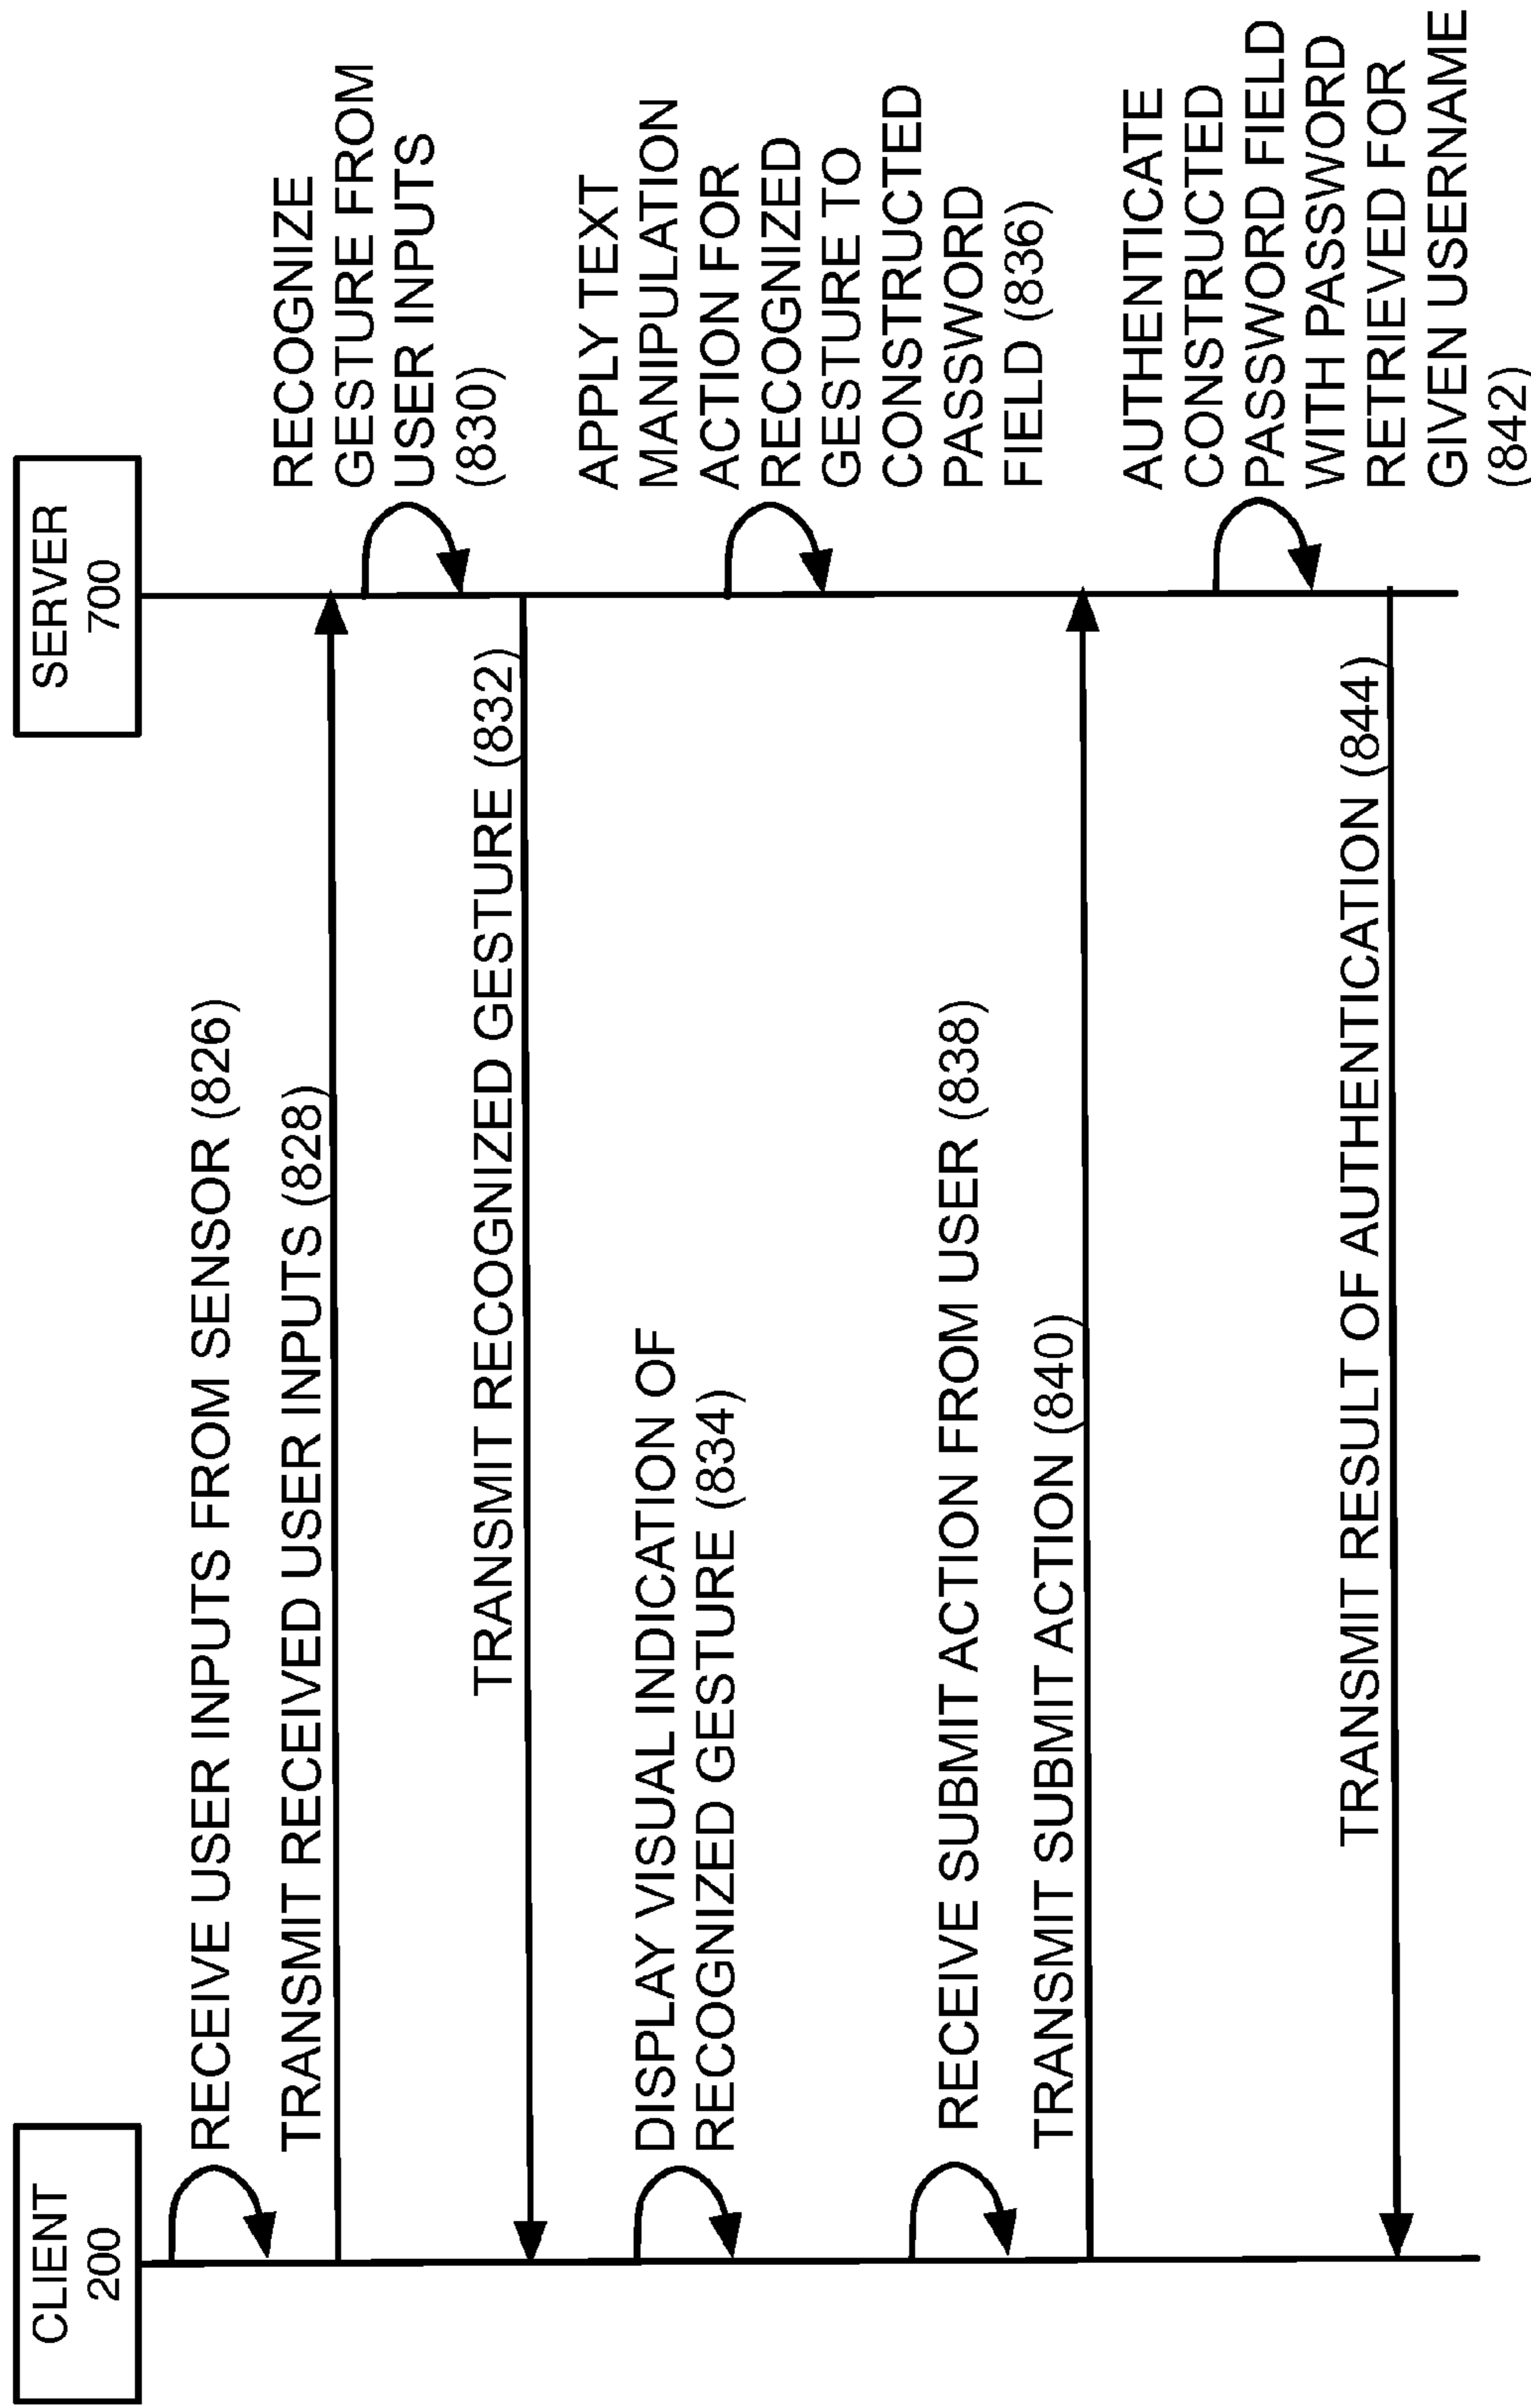 CLIENT
200
SERVER
700
RECEIVE USER INPUTS FROM SENSOR (826)
TRANSMIT RECEIVED USER INPUTS (828)
RECOGNIZE
GESTURE FROM
USER INPUTS
(830)
TRANSMIT RECOGNIZED GESTURE (832)
DISPLAY VISUAL INDICATION OF
RECOGNIZED GESTURE (834)
APPLY TEXT
MANIPULATION
ACTION FOR
RECOGNIZED
GESTURE TO
CONSTRUCTED
PASSWORD
FIELD (836)
RECEIVE SUBMIT ACTION FROM USER (838)
TRANSMIT SUBMIT ACTION (840)
AUTHENTICATE
CONSTRUCTED
PASSWORD FIELD
WITH PASSWORD
RETRIEVED FOR
GIVEN USERNAME
(842)
TRANSMIT RESULT OF AUTHENTICATION (844)